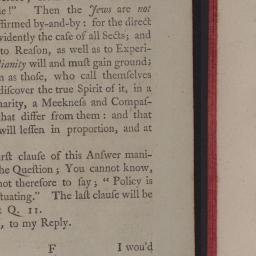 e!” Then the Jews are not
ffirmed by-and-by: for the direct
vidently the caſe of all Sects; and
to Reaſon, as well as to Experi-
ianity will and muſt gain ground;
n as thoſe, who call themſelves
diſcover the true Spirit of it, in a
harity, a Meekneſs and Compaſ-
that differ from them: and that
will leſſen in proportion, and at
irſt clauſe of this Anſwer mani-
he Queſtion; You cannot know,
not therefore to ſay; “Policy is
ctuating.” The laſt clauſe will be
Q. 11.
, to my Reply.
F I wou’d